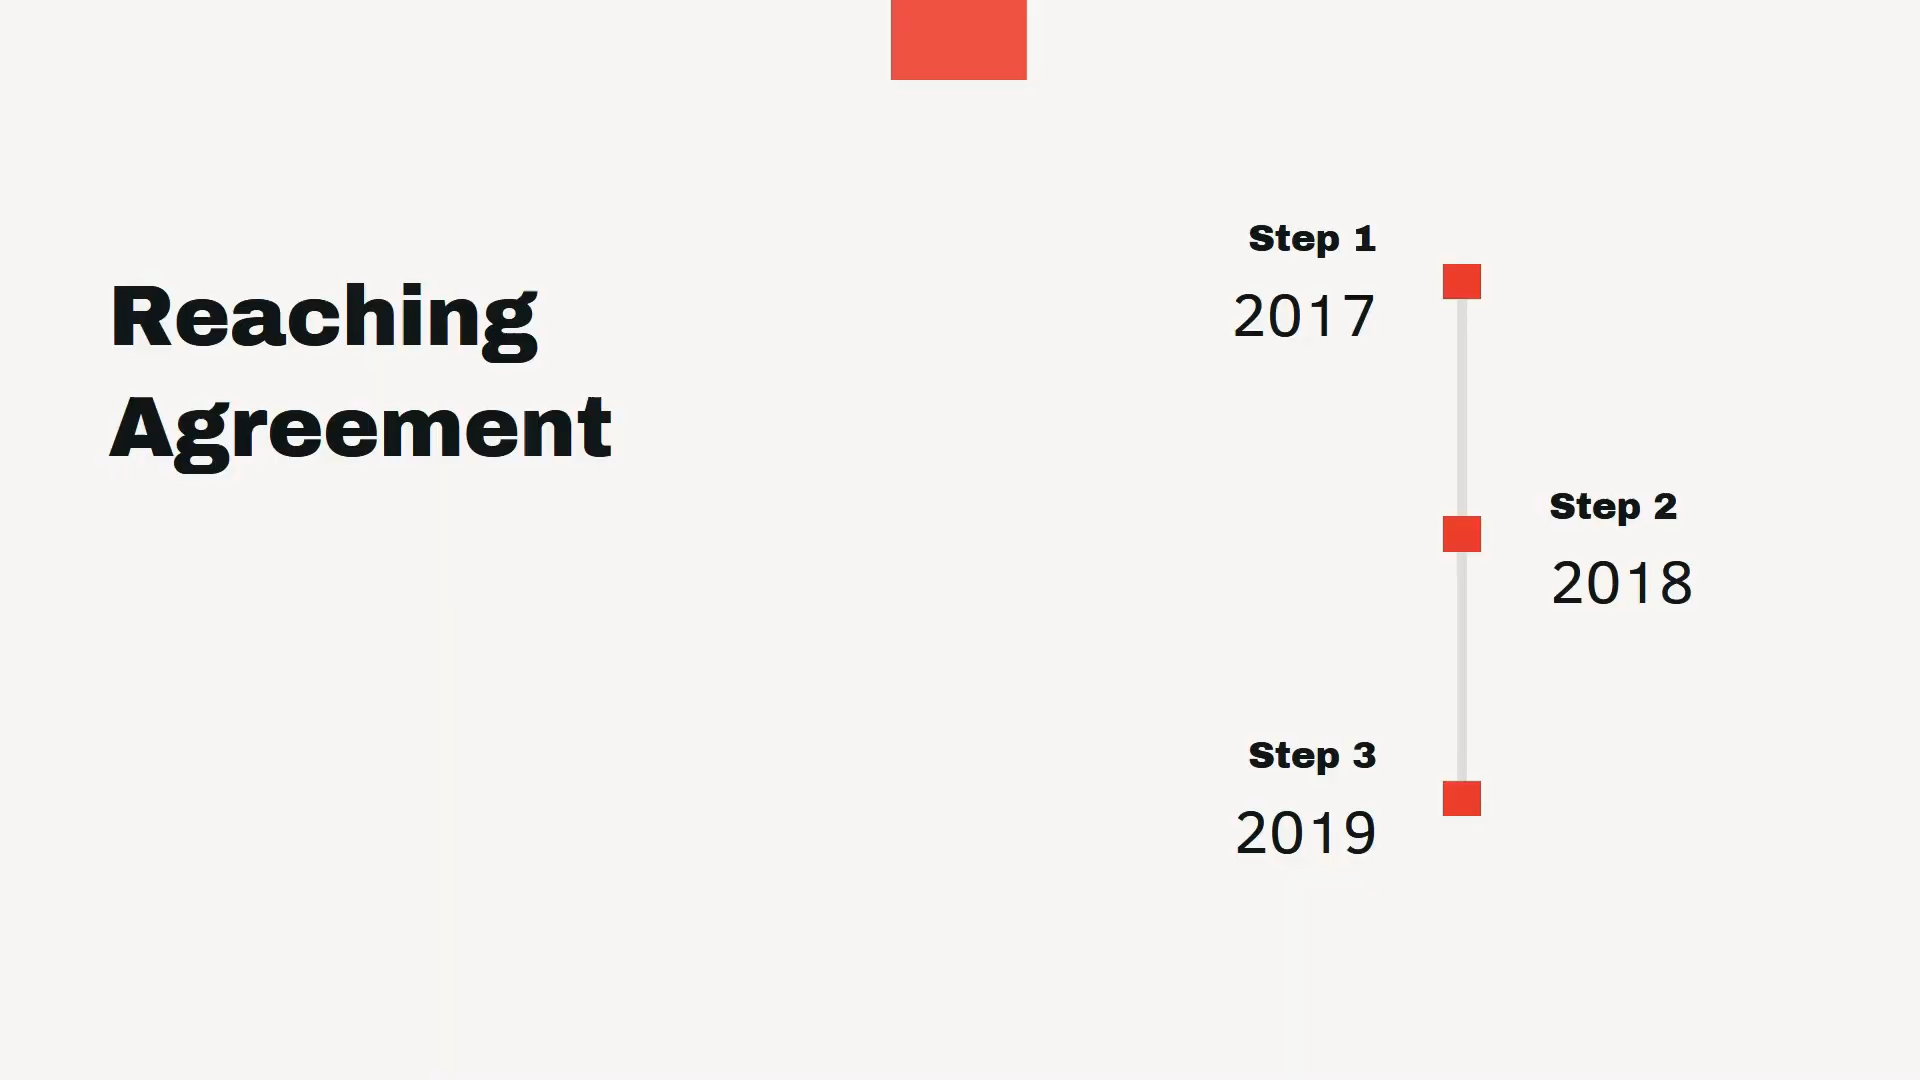 Reaching
Agreement
Step 1
2017
Step 2
2018
Step 3
2019